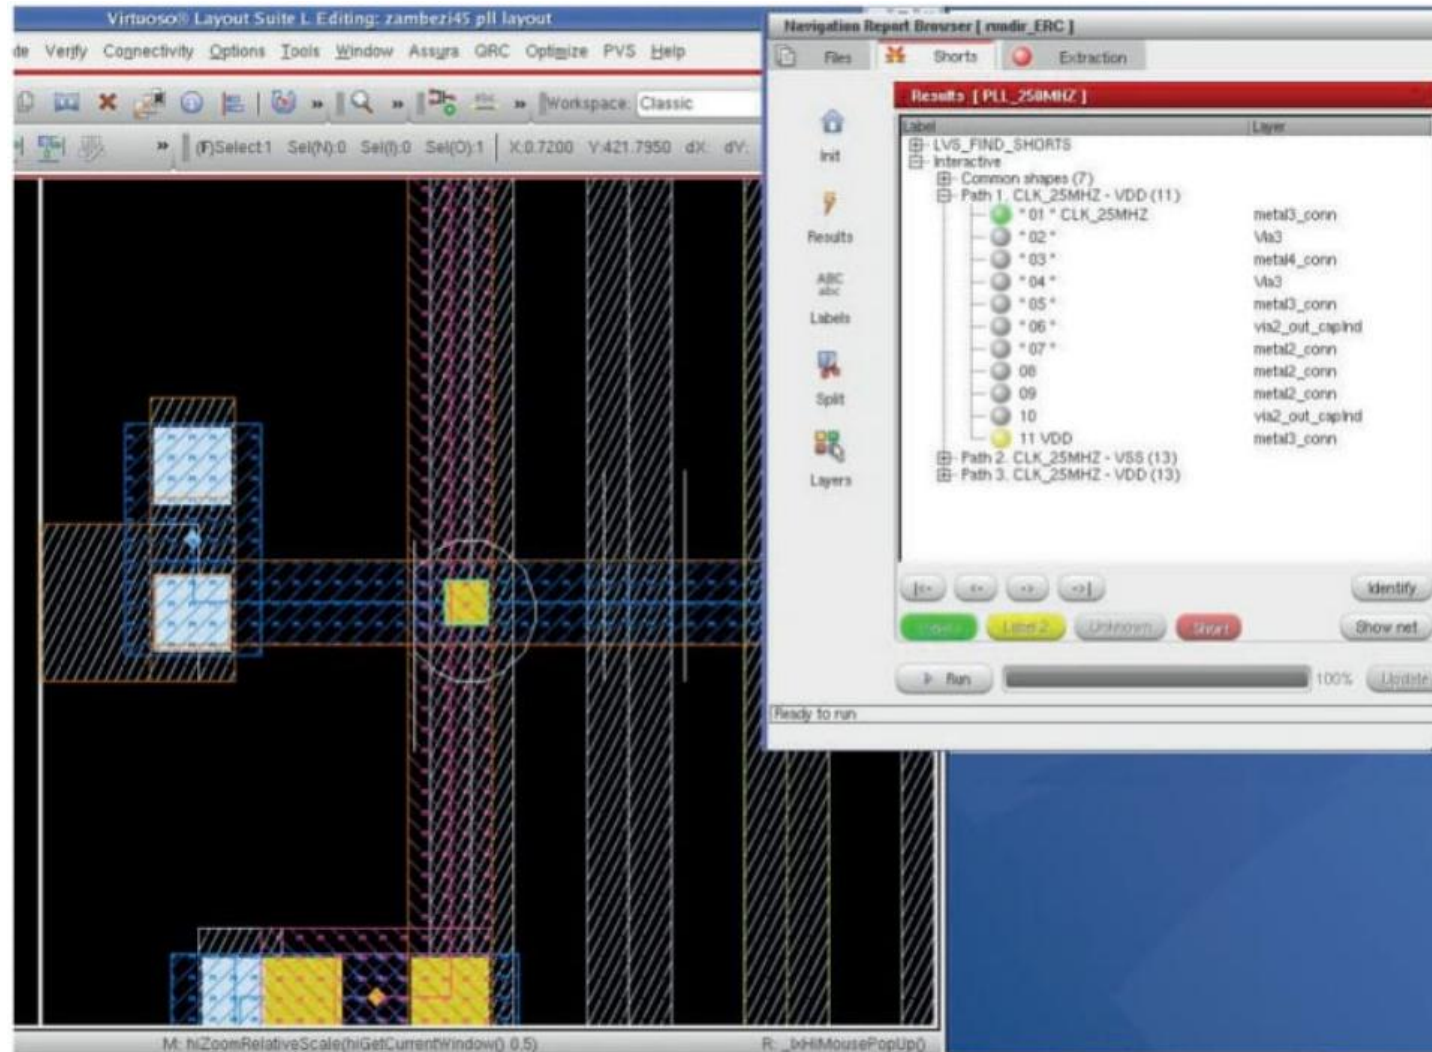 Virtuoso® Layout Suite L Editing: zambezi45 pll layout
Verify Connectivity Options Tools Window Assura QRC Optimize PVS Help
» » » Workspace: Classic
» (F)Select:1 Sel(N):0 Sel(I):0 Sel(O):1 X:0.7200 Y:421.7950 dX: dY:
M: hiZoomRelativeScale(hiGetCurrentWindow() 0.5) R: _lxHiMousePopUp()
Navigation Report Browser [ rundir_ERC ]
Files Shorts Extraction
Init
Results
ABC
abc
Labels
Split
Layers
Results [ PLL_250MHZ ]
Label Layer
LVS_FIND_SHORTS
Interactive
Common shapes (7)
Path 1. CLK_25MHZ - VDD (11)
" 01 " CLK_25MHZ metal3_conn
" 02 " Via3
" 03 " metal4_conn
" 04 " Via3
" 05 " metal3_conn
" 06 " via2_out_capInd
" 07 " metal2_conn
08 metal2_conn
09 metal2_conn
10 via2_out_capInd
11 VDD metal3_conn
Path 2. CLK_25MHZ - VSS (13)
Path 3. CLK_25MHZ - VDD (13)
|<- <- -> ->| Identify
Label 2 Unknown Short Show net
Run 100% Update
Ready to run